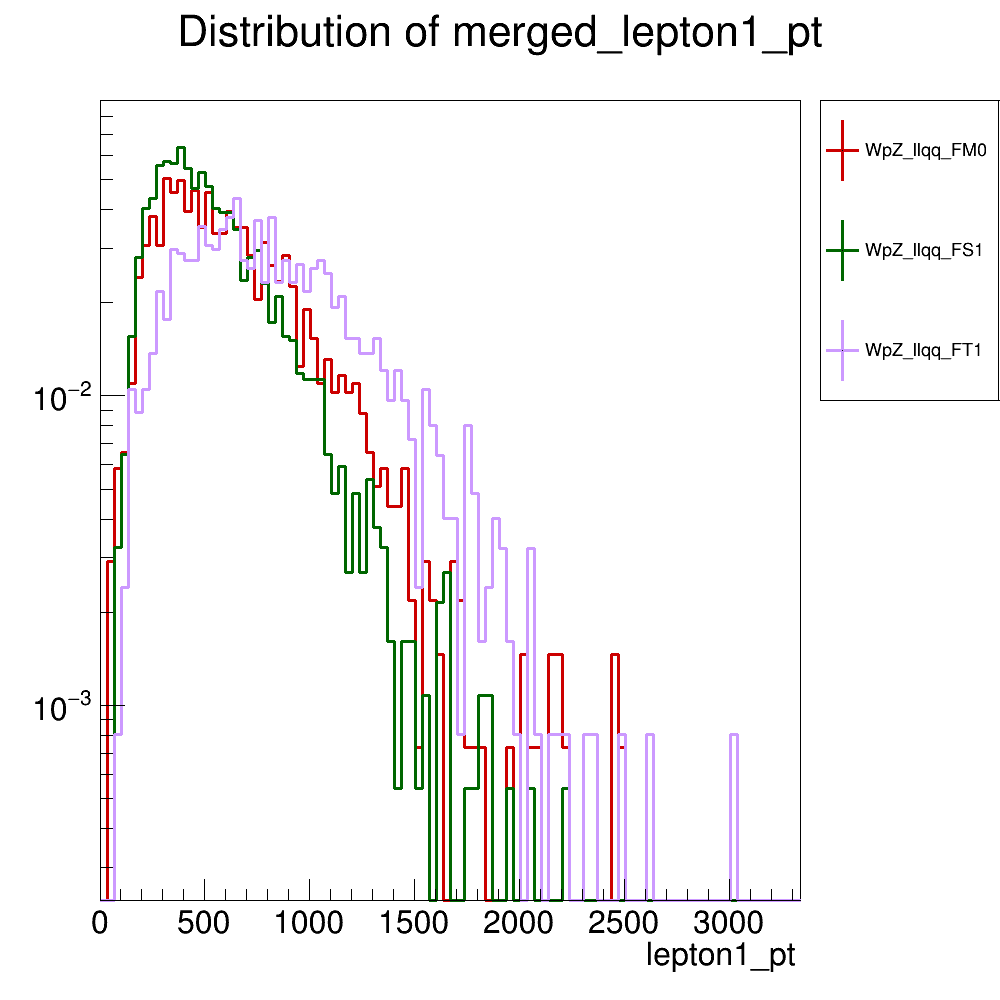 Distribution of merged_lepton1_pt
WpZ_llqq_FM0
WpZ_llqq_FS1
WpZ_llqq_FT1
10−2
10−3
0 500 1000 1500 2000 2500 3000
lepton1_pt